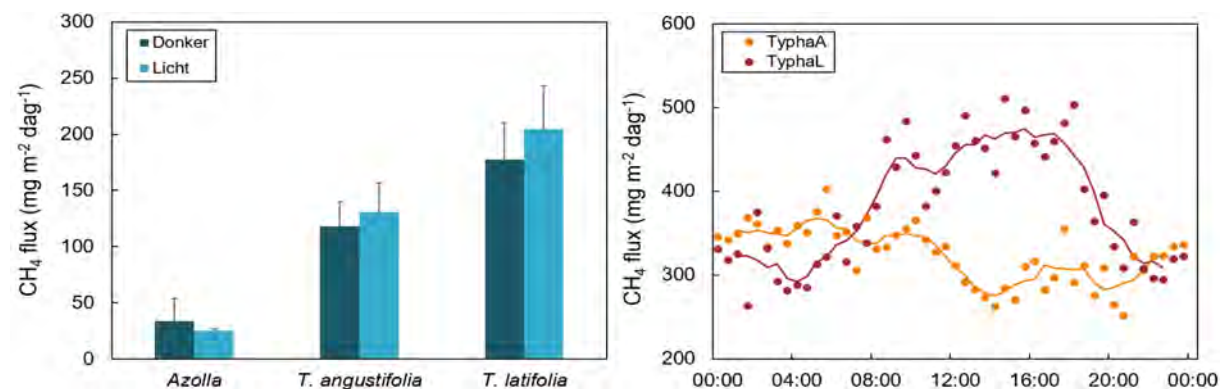 CH₄ flux (mg m⁻² dag⁻¹)
300
250
200
150
100
50
0
Donker
Licht
Azolla
T. angustifolia
T. latifolia
CH₄ flux (mg m⁻² dag⁻¹)
600
500
400
300
200
TyphaA
TyphaL
00:00 04:00 08:00 12:00 16:00 20:00 00:00